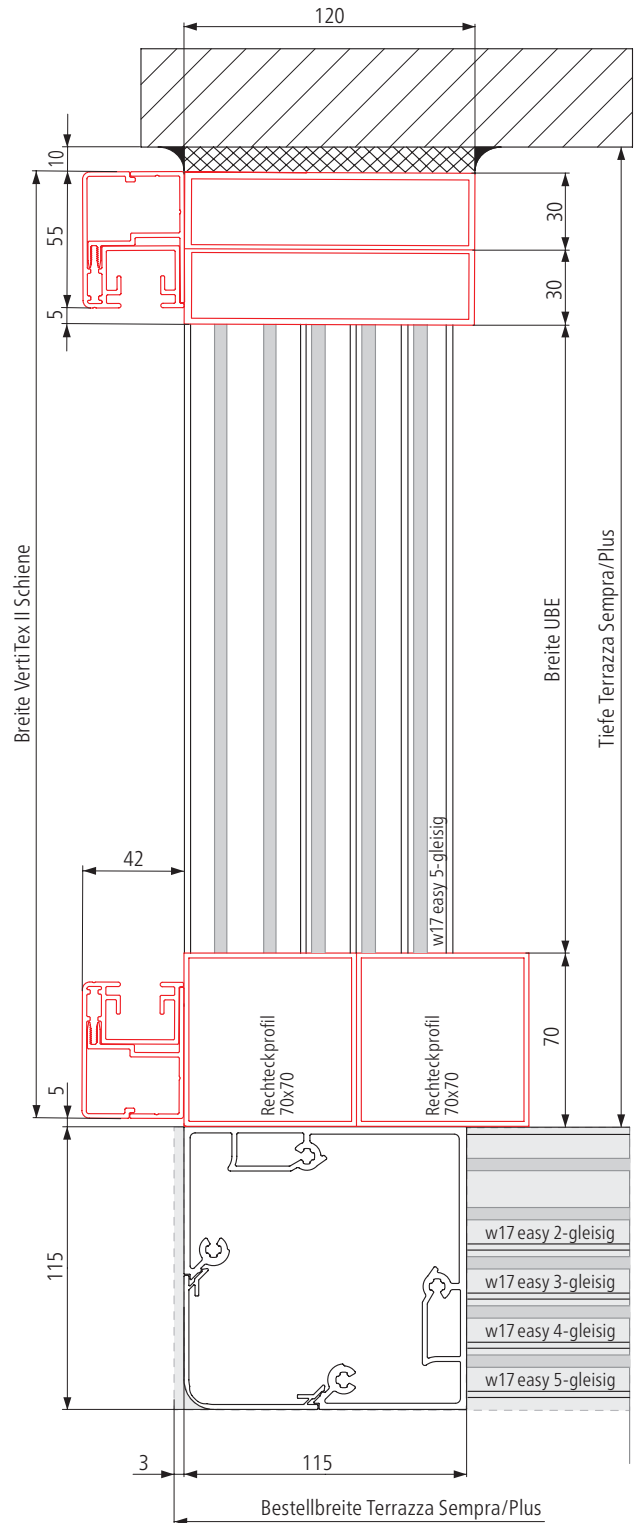 120
10
55
5
30
30
Breite VertiTex II Schiene
Breite UBE
Tiefe Terrazza Sempra/Plus
w17 easy 5-gleisig
42
Rechteckprofil
70x70
Rechteckprofil
70x70
70
5
115
w17 easy 2-gleisig
w17 easy 3-gleisig
w17 easy 4-gleisig
w17 easy 5-gleisig
3
115
Bestellbreite Terrazza Sempra/Plus